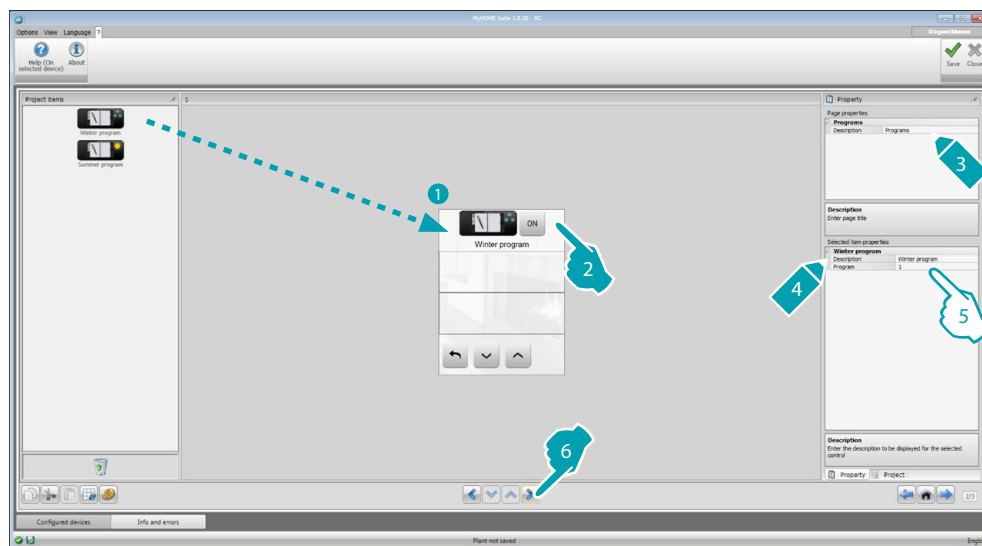 MyHOME Suite 1.0.30 - BC
Options View Language ?
Help (On selected device)
About
Save
Close
Project items
1
Property
Page properties
Programs
Description Programs
Winter program
Summer program
3
1
ON
Winter program
2
Description
Enter page title
Selected item properties
Winter program
Description Winter program
Program 1
4
5
6
Description
Enter the description to be displayed for the selected
control
Property
Project
2/3
Configured devices
Info and errors
Plant not saved